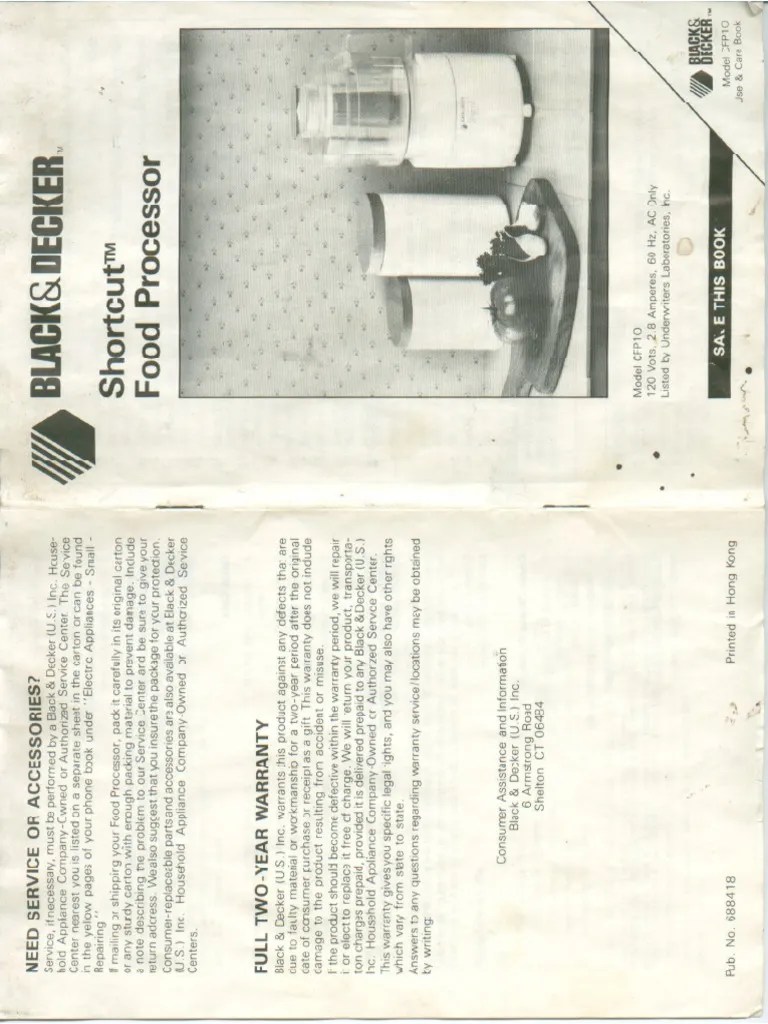 BLACK&DECKER™
Shortcut™
Food Processor
BLACK&
DECKER™
Model CFP10
Use & Care Book
Model CFP10
120 Volts, 2.8 Amperes, 60 Hz, AC Only
Listed by Underwriters Laboratories, Inc.
SAVE THIS BOOK
NEED SERVICE OR ACCESSORIES?
Service, if necessary, must be performed by a Black & Decker (U.S.) Inc. House-
hold Appliance Company-Owned or Authorized Service Center. The Service
Center nearest you is listed on a separate sheet in the carton or can be found
in the yellow pages of your phone book under "Electric Appliances - Small -
Repairing"
If mailing or shipping your Food Processor, pack it carefully in its original carton
or any sturdy carton with enough packing material to prevent damage. Include
a note describing the problem to our Service Center and be sure to give your
return address. We also suggest that you insure the package for your protection.
Consumer-replaceable parts and accessories are also available at Black & Decker
(U.S.) Inc. Household Appliance Company Owned or Authorized Service
Centers.
FULL TWO-YEAR WARRANTY
Black & Decker (U.S.) Inc. warrants this product against any defects that are
due to faulty material or workmanship for a two-year period after the original
date of consumer purchase or receipt as a gift. This warranty does not include
damage to the product resulting from accident or misuse.
If the product should become defective within the warranty period, we will repair
it or elect to replace it free of charge. We will return your product, transporta-
tion charges prepaid, provided it is delivered prepaid to any Black & Decker (U.S.)
Inc. Household Appliance Company-Owned or Authorized Service Center.
This warranty gives you specific legal rights, and you may also have other rights
which vary from state to state.
Answers to any questions regarding warranty service/locations may be obtained
by writing:
Consumer Assistance and Information
Black & Decker (U.S.) Inc.
6 Armstrong Road
Shelton CT 06484
Pub. No. 688418
Printed in Hong Kong